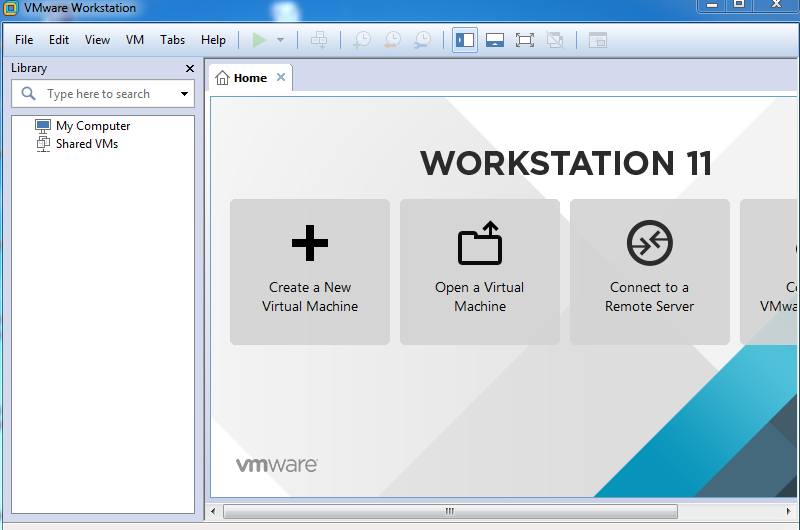 VMware Workstation
File Edit View VM Tabs Help
Library
Type here to search
My Computer
Shared VMs
Home
WORKSTATION 11
Create a New
Virtual Machine
Open a Virtual
Machine
Connect to a
Remote Server
vmware